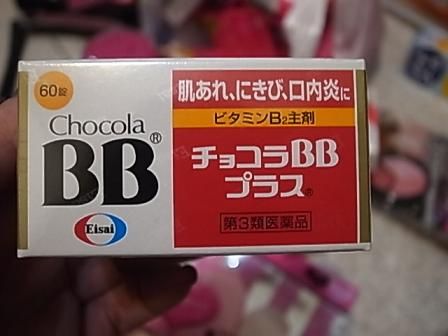 60錠
Chocola
BB®
Eisai
肌あれ、にきび、口内炎に
ビタミンB2主剤
チョコラBB
プラス®
第3類医薬品